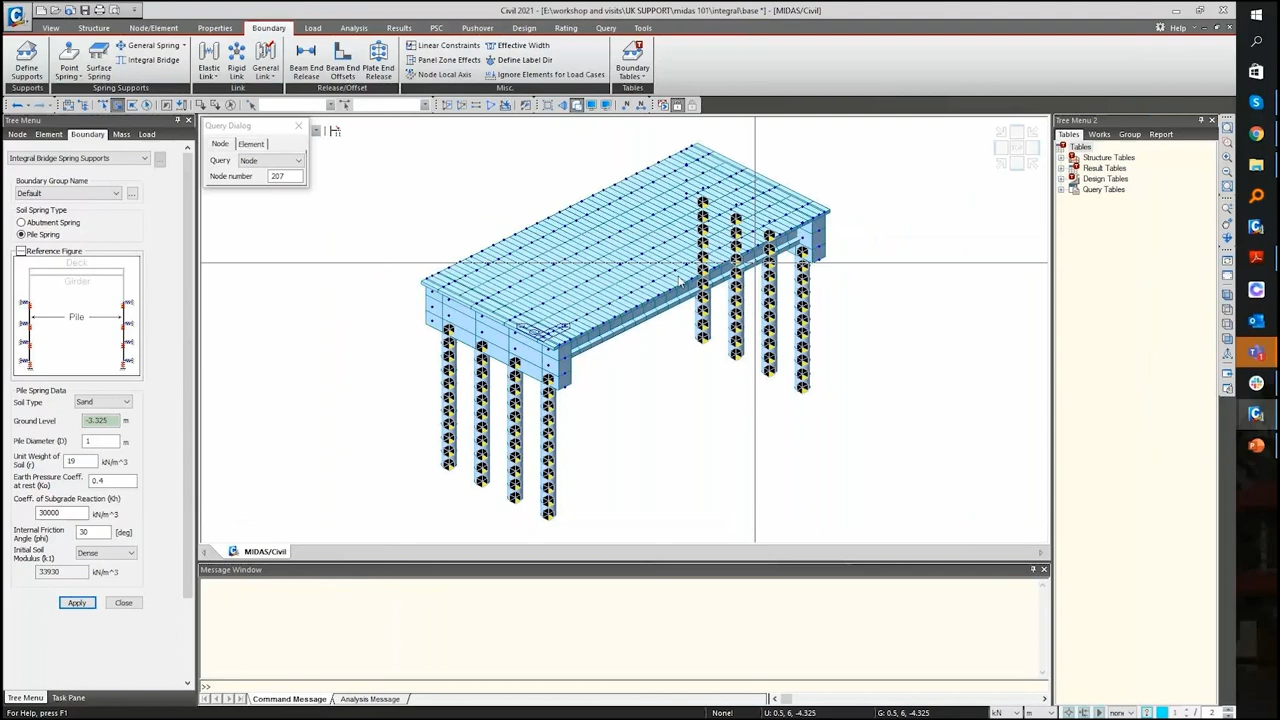 Civil 2021 - [E:\workshop and visits\UK SUPPORT\midas 101\integral\base *] - [MIDAS/Civil]
View Structure Node/Element Properties Boundary Load Analysis Results PSC Pushover Design Rating Query Tools Help
Define Supports
Point Spring
Surface Spring
General Spring
Integral Bridge
Elastic Link
Rigid Link
General Link
Beam End Release
Beam End Offsets
Plate End Release
Linear Constraints
Panel Zone Effects
Node Local Axis
Effective Width
Define Label Dir
Ignore Elements for Load Cases
Boundary Tables
Supports Spring Supports Link Release/Offset Misc. Tables
Tree Menu
Node Element Boundary Mass Load
Integral Bridge Spring Supports
Boundary Group Name
Default
Soil Spring Type
Abutment Spring
Pile Spring
Reference Figure
Deck
Girder
Pile
Pile Spring Data
Soil Type Sand
Ground Level -3.325 m
Pile Diameter (D) 1 m
Unit Weight of Soil (r) 19 kN/m^3
Earth Pressure Coeff. at rest (Ko) 0.4
Coeff. of Subgrade Reaction (Kh)
30000 kN/m^3
Internal Friction Angle (phi) 30 [deg]
Initial Soil Modulus (k1) Dense
33930 kN/m^3
Apply Close
Tree Menu Task Pane
For Help, press F1
Query Dialog
Node Element
Query Node
Node number 207
MIDAS/Civil
Message Window
>>
Command Message Analysis Message
None! U: 0.5, 6, -4.325 G: 0.5, 6, -4.325 kN m none 1 / 2
Tree Menu 2
Tables Works Group Report
Tables
Structure Tables
Result Tables
Design Tables
Query Tables